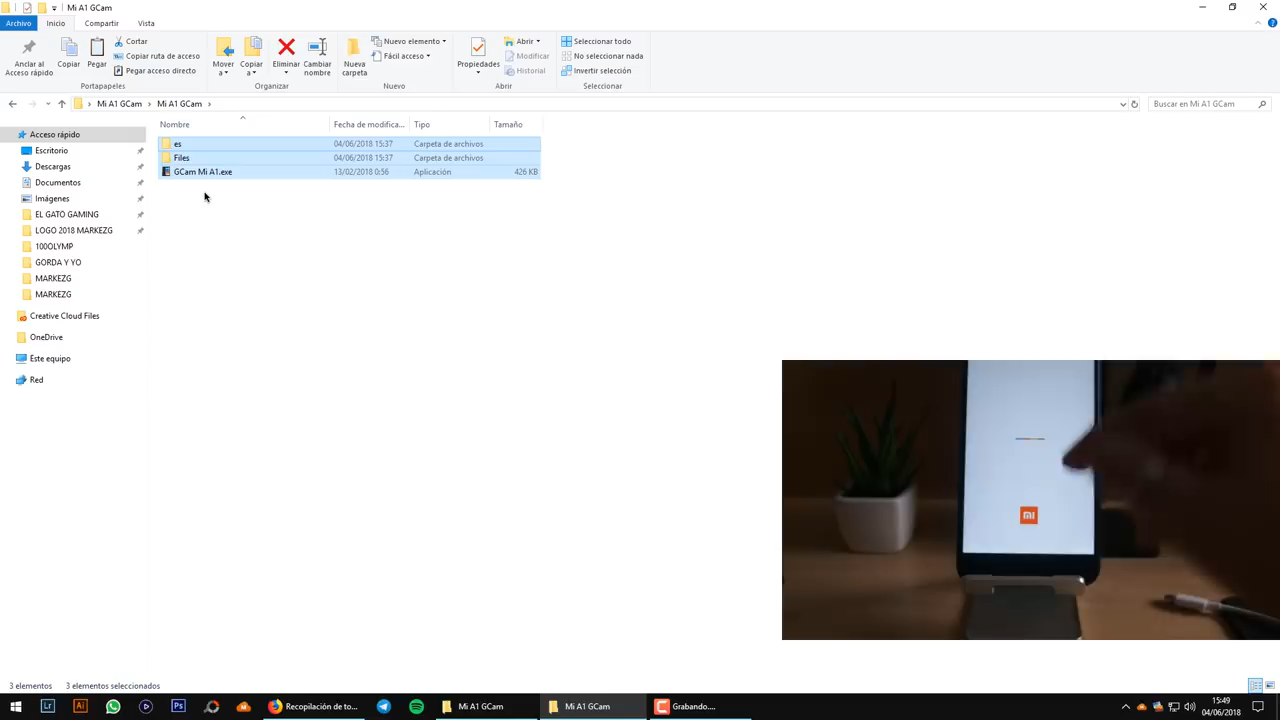 Mi A1 GCam
Archivo Inicio Compartir Vista
Anclar al Acceso rápido
Copiar
Pegar
Cortar
Copiar ruta de acceso
Pegar acceso directo
Portapapeles
Mover a
Copiar a
Eliminar
Cambiar nombre
Organizar
Nueva carpeta
Nuevo elemento
Fácil acceso
Nuevo
Propiedades
Abrir
Modificar
Historial
Abrir
Seleccionar todo
No seleccionar nada
Invertir selección
Seleccionar
Mi A1 GCam > Mi A1 GCam >
Buscar en Mi A1 GCam
Acceso rápido
Escritorio
Descargas
Documentos
Imágenes
EL GATO GAMING
LOGO 2018 MARKEZG
100OLYMP
GORDA Y YO
MARKEZG
MARKEZG
Creative Cloud Files
OneDrive
Este equipo
Red
Nombre Fecha de modifica... Tipo Tamaño
es 04/06/2018 15:37 Carpeta de archivos
Files 04/06/2018 15:37 Carpeta de archivos
GCam Mi A1.exe 13/02/2018 0:56 Aplicación 426 KB
mi
3 elementos 3 elementos seleccionados
Lr Ai Ps Recopilación de to... Mi A1 GCam Mi A1 GCam Grabando....
15:49
04/06/2018